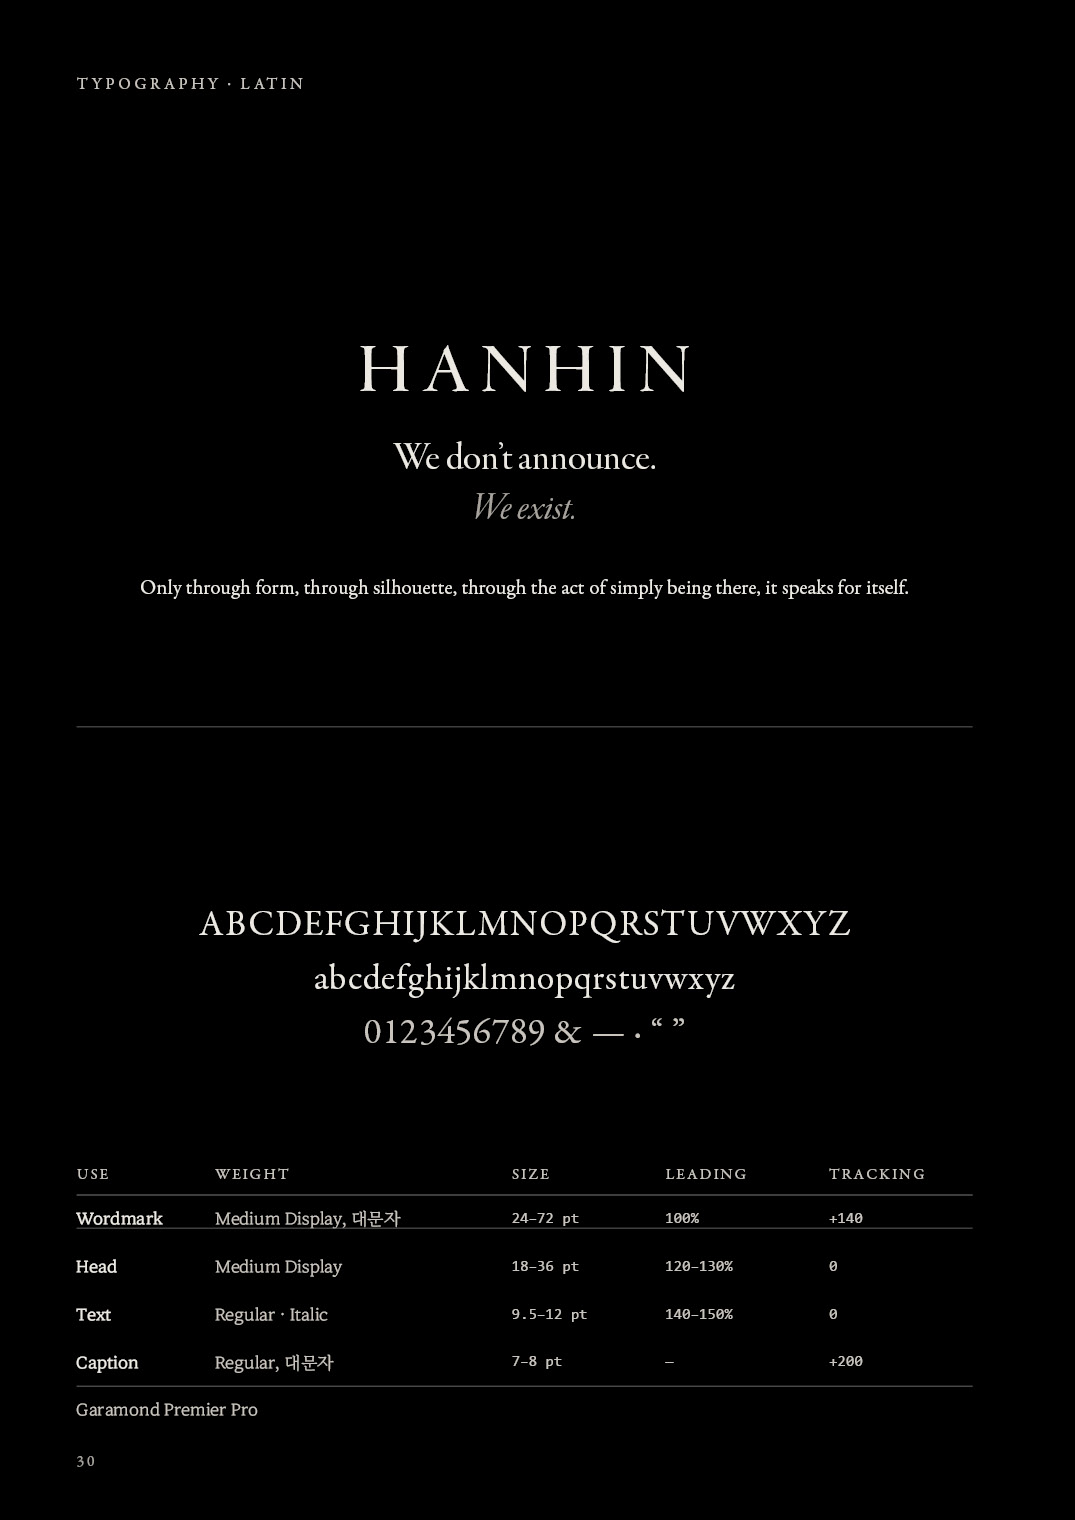 TYPOGRAPHY · LATIN
HANHIN
We don’t announce.
We exist.
Only through form, through silhouette, through the act of simply being there, it speaks for itself.
ABCDEFGHIJKLMNOPQRSTUVWXYZ
abcdefghijklmnopqrstuvwxyz
0123456789 & — · “ ”
USE WEIGHT SIZE LEADING TRACKING
Wordmark Medium Display, 대문자 24–72 pt 100% +140
Head Medium Display 18–36 pt 120–130% 0
Text Regular · Italic 9.5–12 pt 140–150% 0
Caption Regular, 대문자 7–8 pt — +200
Garamond Premier Pro
30